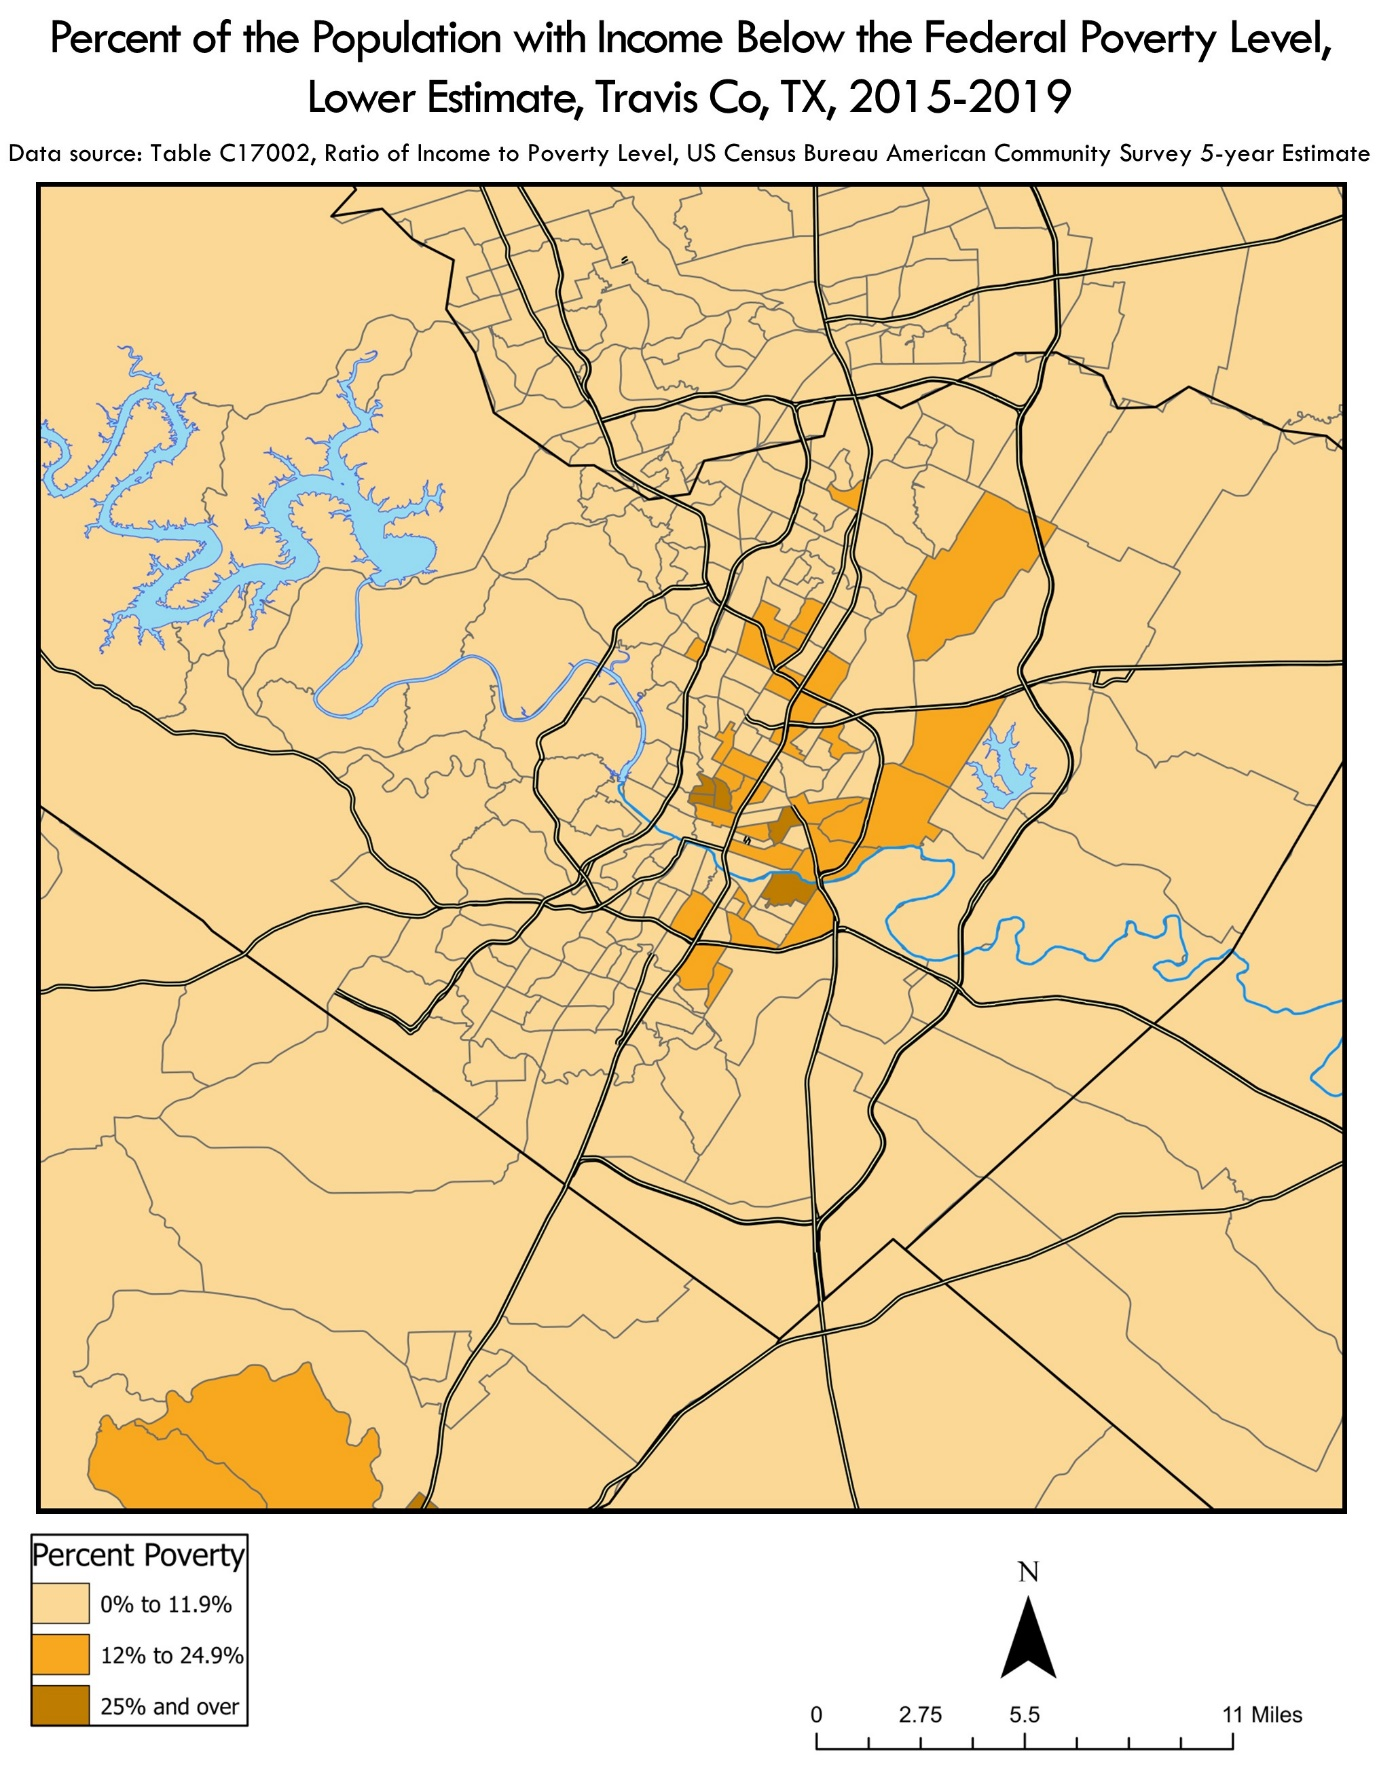 Percent of the Population with Income Below the Federal Poverty Level,
Lower Estimate, Travis Co, TX, 2015-2019
Data source: Table C17002, Ratio of Income to Poverty Level, US Census Bureau American Community Survey 5-year Estimate
Percent Poverty
0% to 11.9%
12% to 24.9%
25% and over
N
0 2.75 5.5 11 Miles